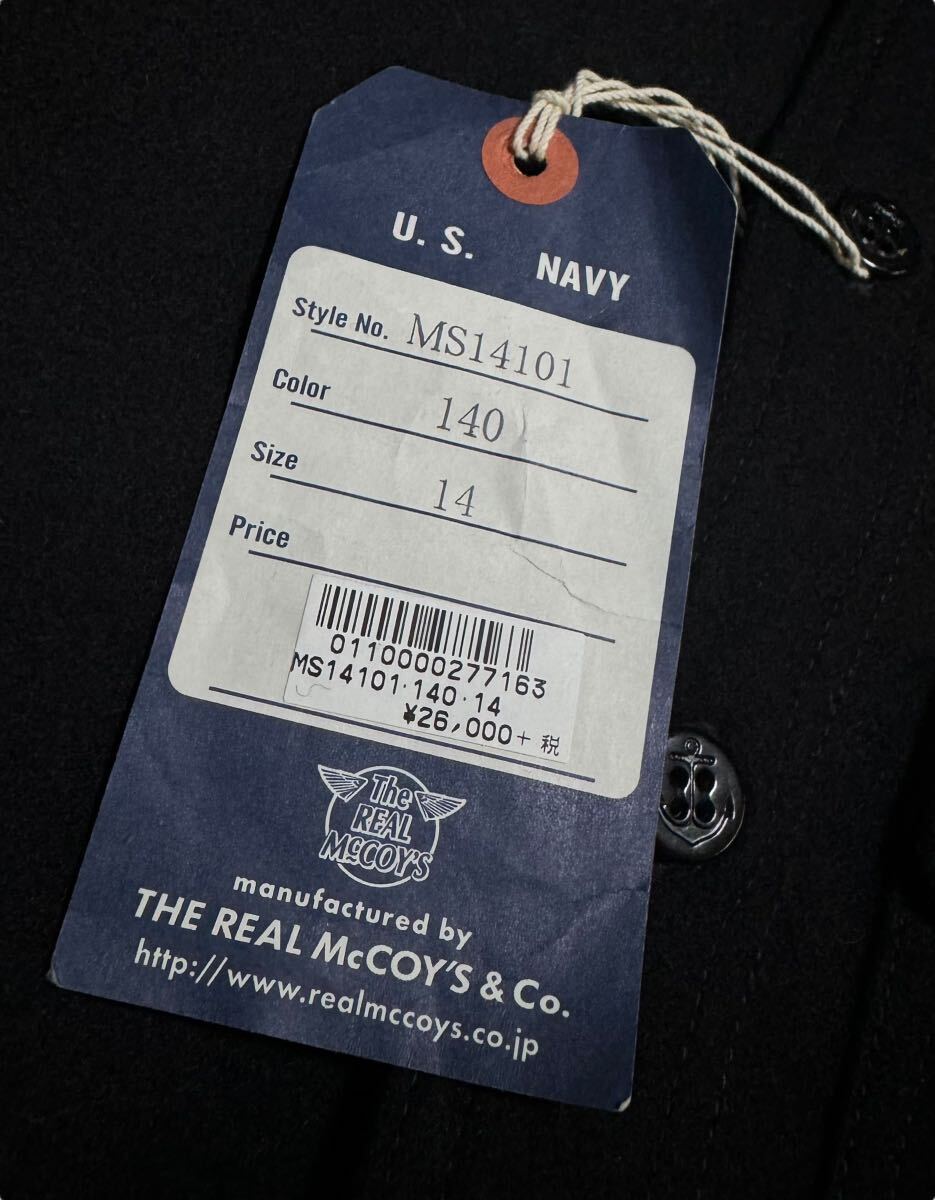 U. S. NAVY
Style No. MS14101
Color 140
Size 14
Price
0110000277163
MS14101・140・14
¥26,000+ 税
The
REAL
McCOY'S
manufactured by
THE REAL McCOY'S & Co.
http://www.realmccoys.co.jp